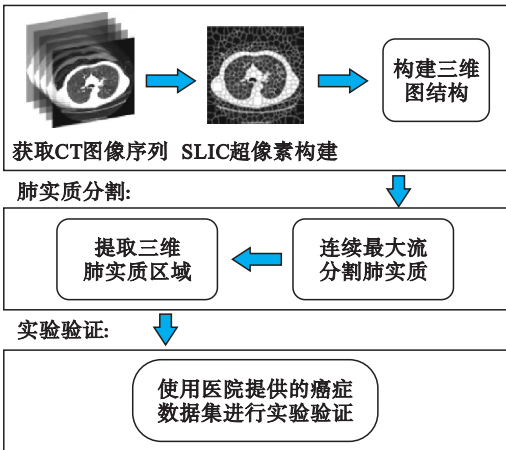 构建三维
图结构
获取CT图像序列 SLIC超像素构建
肺实质分割:
提取三维
肺实质区域
连续最大流
分割肺实质
实验验证:
使用医院提供的癌症
数据集进行实验验证